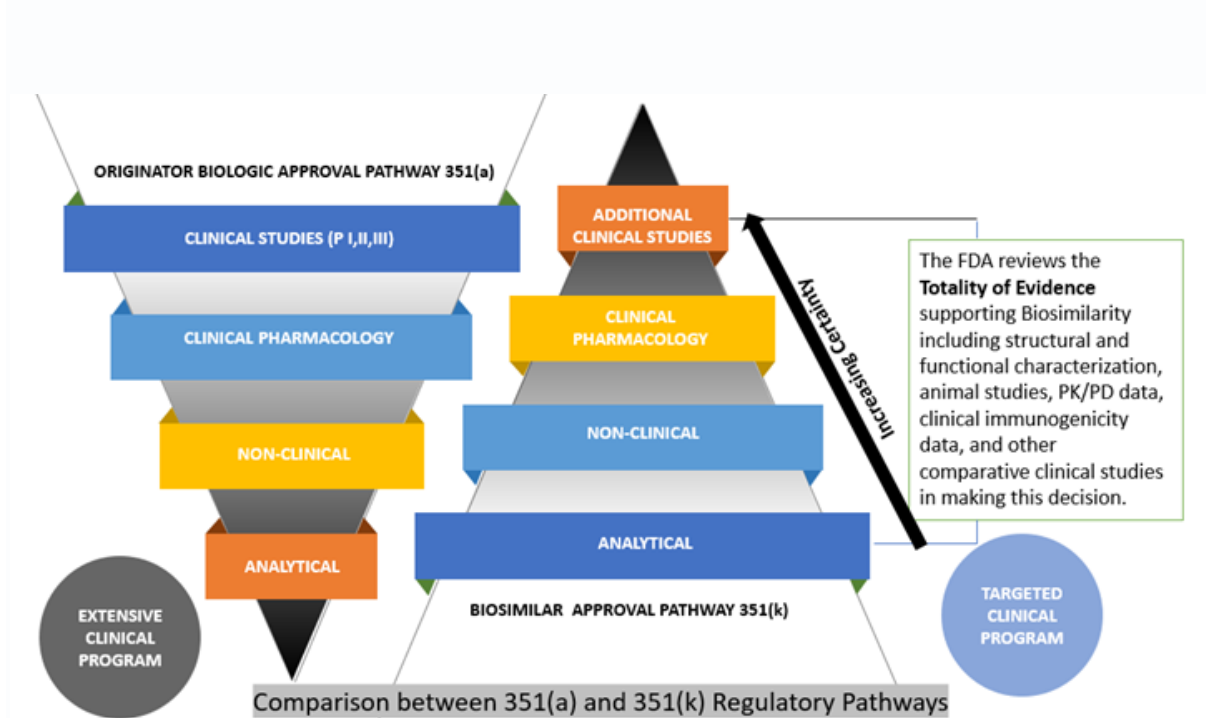 ORIGINATOR BIOLOGIC APPROVAL PATHWAY 351(a)
CLINICAL STUDIES (P I,II,III)
CLINICAL PHARMACOLOGY
NON-CLINICAL
ANALYTICAL
EXTENSIVE
CLINICAL
PROGRAM
ADDITIONAL
CLINICAL STUDIES
CLINICAL
PHARMACOLOGY
NON-CLINICAL
ANALYTICAL
BIOSIMILAR APPROVAL PATHWAY 351(k)
Increasing Certainty
The FDA reviews the
Totality of Evidence
supporting Biosimilarity
including structural and
functional characterization,
animal studies, PK/PD data,
clinical immunogenicity
data, and other
comparative clinical studies
in making this decision.
TARGETED
CLINICAL
PROGRAM
Comparison between 351(a) and 351(k) Regulatory Pathways